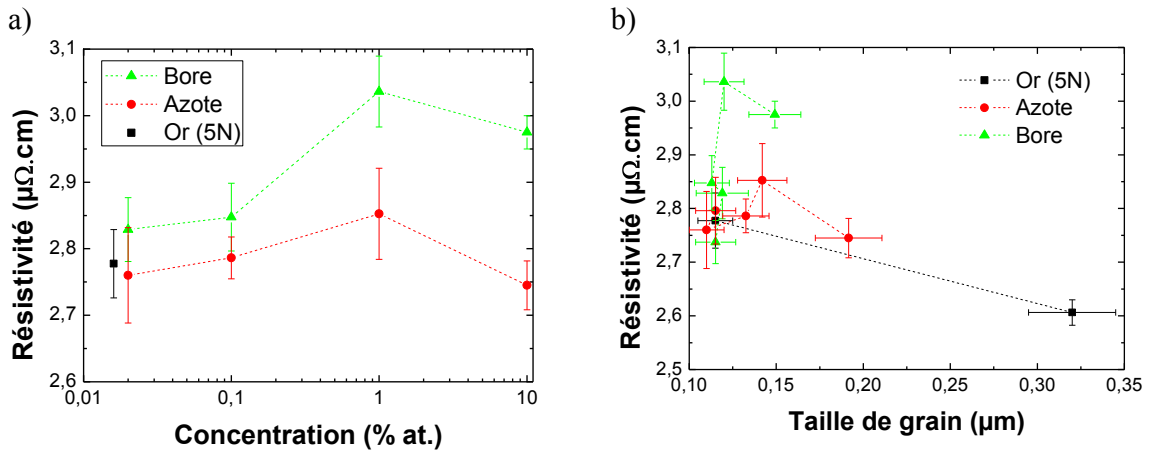 a)
3,1
3,0
2,9
2,8
2,7
2,6
0,01
0,1
1
10
Résistivité (µΩ.cm)
Concentration (% at.)
Bore
Azote
Or (5N)
b)
3,1
3,0
2,9
2,8
2,7
2,6
2,5
0,10
0,15
0,20
0,25
0,30
0,35
Résistivité (µΩ.cm)
Taille de grain (µm)
Or (5N)
Azote
Bore